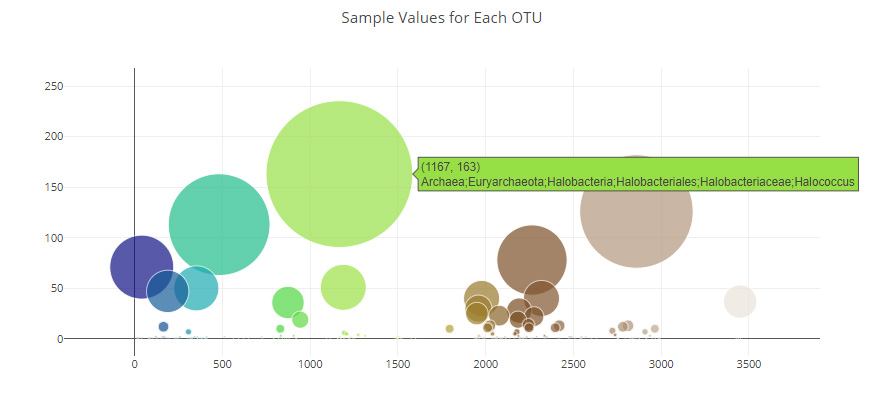 Sample Values for Each OTU
250
200
150
100
50
0
(1167, 163)
Archaea;Euryarchaeota;Halobacteria;Halobacteriales;Halobacteriaceae;Halococcus
0 500 1000 1500 2000 2500 3000 3500